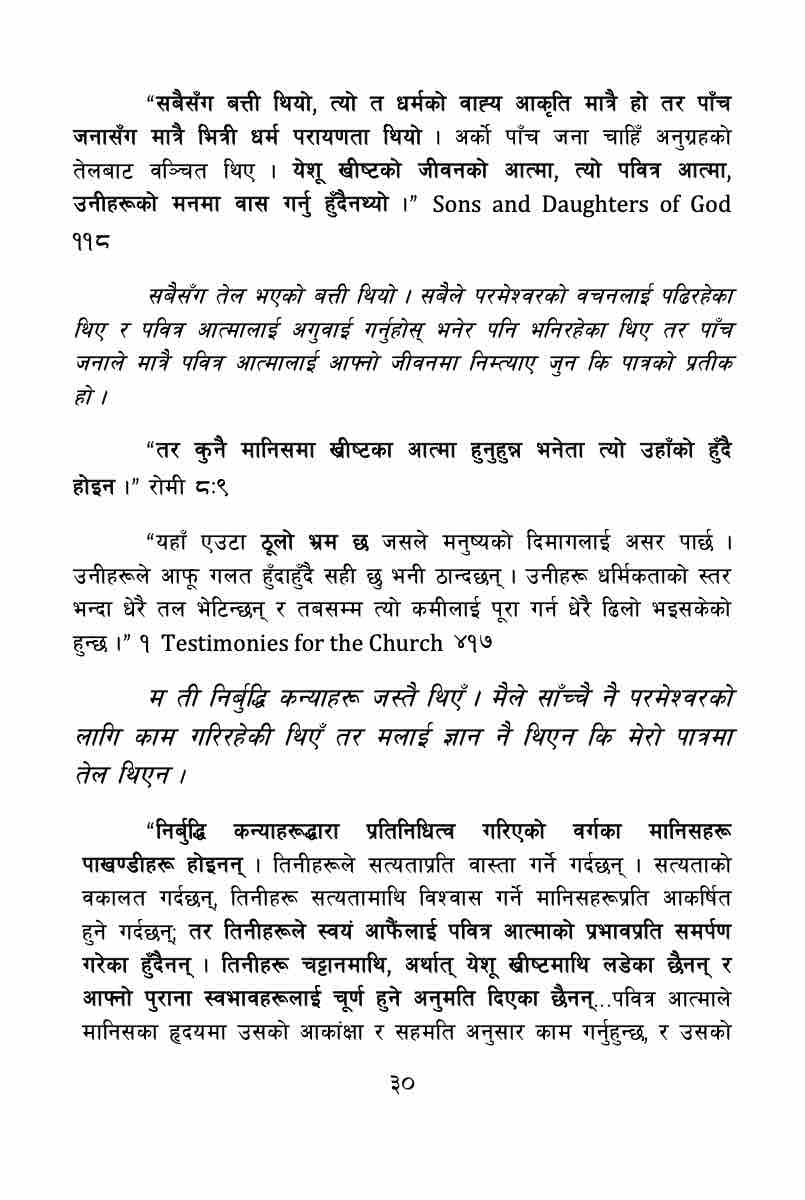 “सबैसँग बत्ती थियो, त्यो त धर्मको वाह्य आकृति मात्रै हो तर पाँच
जनासँग मात्रै भित्री धर्म परायणता थियो । अर्को पाँच जना चाहिँ अनुग्रहको
तेलबाट वञ्चित थिए । येशू ख्रीष्टको जीवनको आत्मा, त्यो पवित्र आत्मा,
उनीहरूको मनमा वास गर्नु हुँदैनथ्यो ।” Sons and Daughters of God
११८
सबैसँग तेल भएको बत्ती थियो । सबैले परमेश्वरको वचनलाई पढिरहेका
थिए र पवित्र आत्मालाई अगुवाई गर्नुहोस् भनेर पनि भनिरहेका थिए तर पाँच
जनाले मात्रै पवित्र आत्मालाई आफ्नो जीवनमा निम्त्याए जुन कि पात्रको प्रतीक
हो ।
“तर कुनै मानिसमा ख्रीष्टका आत्मा हुनुहुन्न भनेता त्यो उहाँको हुँदै
होइन ।” रोमी ८:९
“यहाँ एउटा ठूलो भ्रम छ जसले मनुष्यको दिमागलाई असर पार्छ ।
उनीहरूले आफू गलत हुँदाहुँदै सही छु भनी ठान्दछन् । उनीहरू धर्मिकताको स्तर
भन्दा धेरै तल भेटिन्छन् र तबसम्म त्यो कमीलाई पूरा गर्न धेरै ढिलो भइसकेको
हुन्छ ।” १ Testimonies for the Church ४१७
म ती निर्बुद्धि कन्याहरू जस्तै थिएँ । मैले साँच्चै नै परमेश्वरको
लागि काम गरिरहेकी थिएँ तर मलाई ज्ञान नै थिएन कि मेरो पात्रमा
तेल थिएन ।
“निर्बुद्धि कन्याहरूद्धारा प्रतिनिधित्व गरिएको वर्गका मानिसहरू
पाखण्डीहरू होइनन् । तिनीहरूले सत्यताप्रति वास्ता गर्ने गर्दछन् । सत्यताको
वकालत गर्दछन्, तिनीहरू सत्यतामाथि विश्वास गर्ने मानिसहरूप्रति आकर्षित
हुने गर्दछन्; तर तिनीहरूले स्वयं आफैंलाई पवित्र आत्माको प्रभावप्रति समर्पण
गरेका हुँदैनन् । तिनीहरू चट्टानमाथि, अर्थात् येशू ख्रीष्टमाथि लडेका छैनन् र
आफ्नो पुराना स्वभावहरूलाई चूर्ण हुने अनुमति दिएका छैनन्...पवित्र आत्माले
मानिसका हृदयमा उसको आकांक्षा र सहमति अनुसार काम गर्नुहुन्छ, र उसको
३०